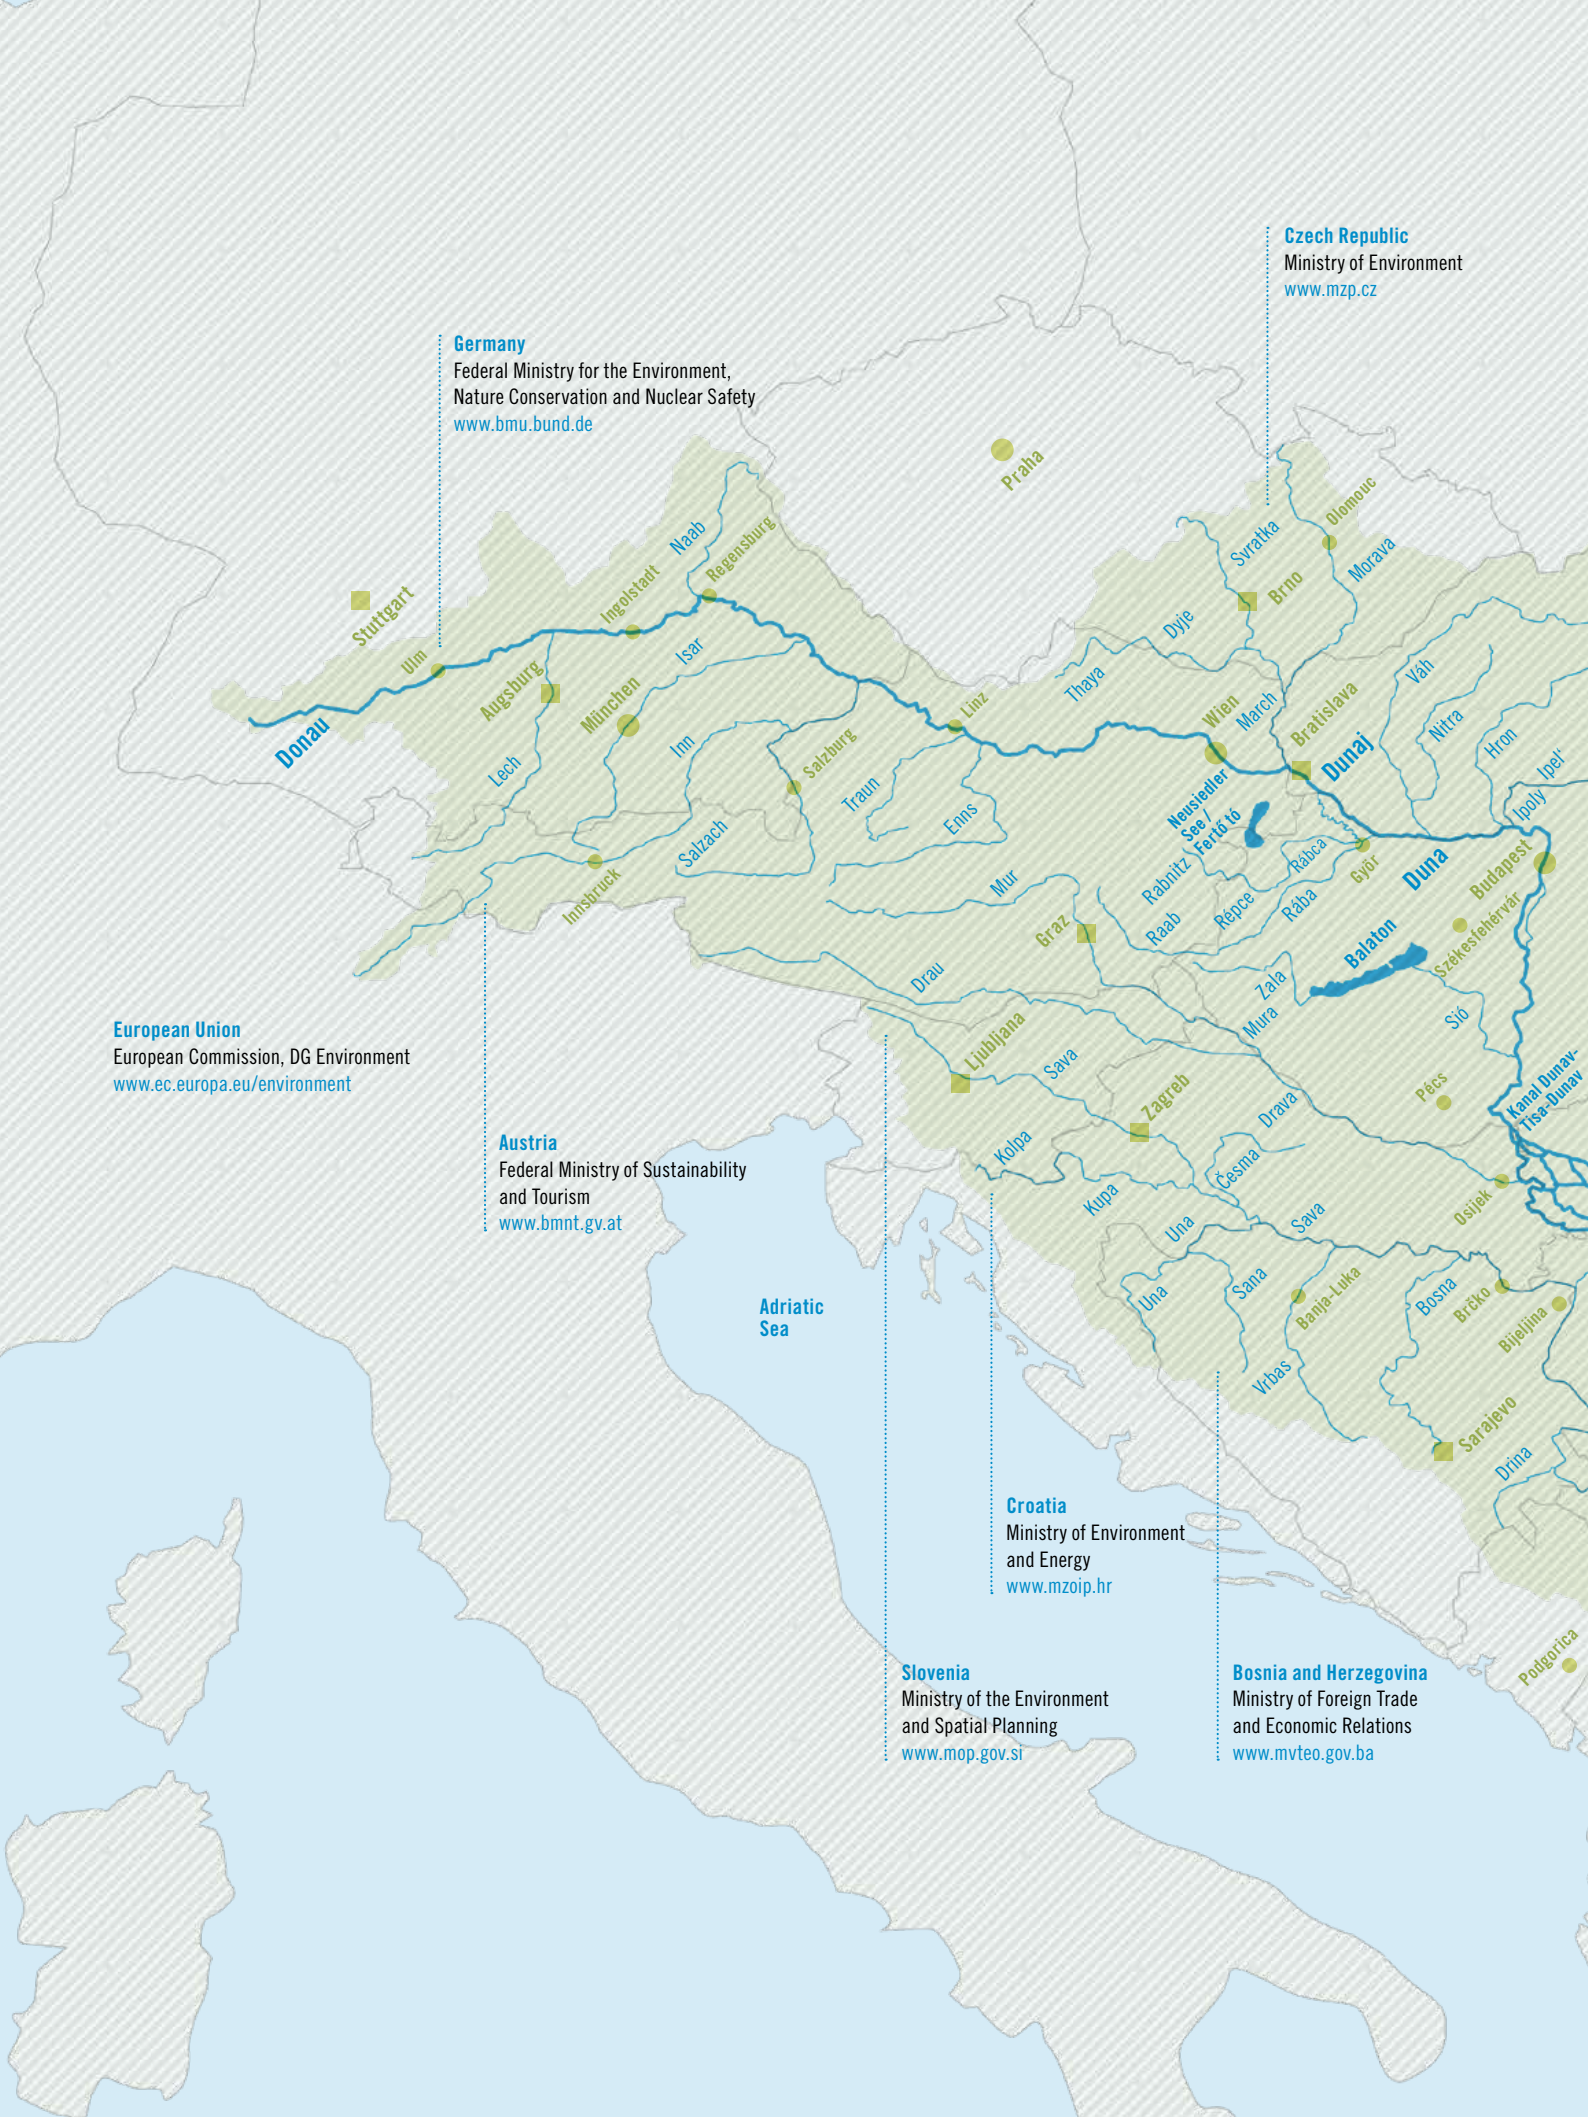 Czech Republic
Ministry of Environment
www.mzp.cz
Germany
Federal Ministry for the Environment,
Nature Conservation and Nuclear Safety
www.bmu.bund.de
Praha
Olomouc
Naab
Regensburg
Svratka
Morava
Ingolstadt
Brno
Stuttgart
Dyje
Isar
Ulm
Augsburg
München
Thaya
Váh
Linz
Wien
March
Bratislava
Nitra
Donau
Inn
Salzburg
Dunaj
Hron
Lech
Ipel'
Traun
Neusiedler
See /
Fertő tó
Ipoly
Enns
Salzach
Rábca
Győr
Duna
Budapest
Innsbruck
Mur
Rabnitz
Répce
Rába
Székesfehérvár
Graz
Raab
Balaton
Drau
Zala
Mura
Sió
European Union
European Commission, DG Environment
www.ec.europa.eu/environment
Ljubljana
Sava
Zagreb
Drava
Pécs
Kanal Dunav-
Tisa-Dunav
Austria
Federal Ministry of Sustainability
and Tourism
www.bmnt.gv.at
Kolpa
Kupa
Česma
Una
Sava
Osijek
Adriatic
Sea
Una
Sana
Banja-Luka
Bosna
Brčko
Bijeljina
Vrbas
Sarajevo
Drina
Croatia
Ministry of Environment
and Energy
www.mzoip.hr
Podgorica
Slovenia
Ministry of the Environment
and Spatial Planning
www.mop.gov.si
Bosnia and Herzegovina
Ministry of Foreign Trade
and Economic Relations
www.mvteo.gov.ba